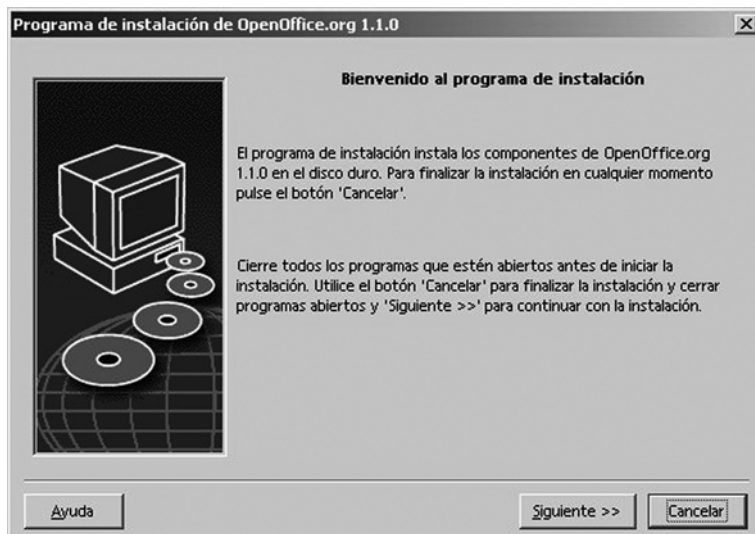 Programa de instalación de OpenOffice.org 1.1.0
Bienvenido al programa de instalación
El programa de instalación instala los componentes de OpenOffice.org
1.1.0 en el disco duro. Para finalizar la instalación en cualquier momento
pulse el botón 'Cancelar'.
Cierre todos los programas que estén abiertos antes de iniciar la
instalación. Utilice el botón 'Cancelar' para finalizar la instalación y cerrar
programas abiertos y 'Siguiente >>' para continuar con la instalación.
Ayuda
Siguiente >>
Cancelar